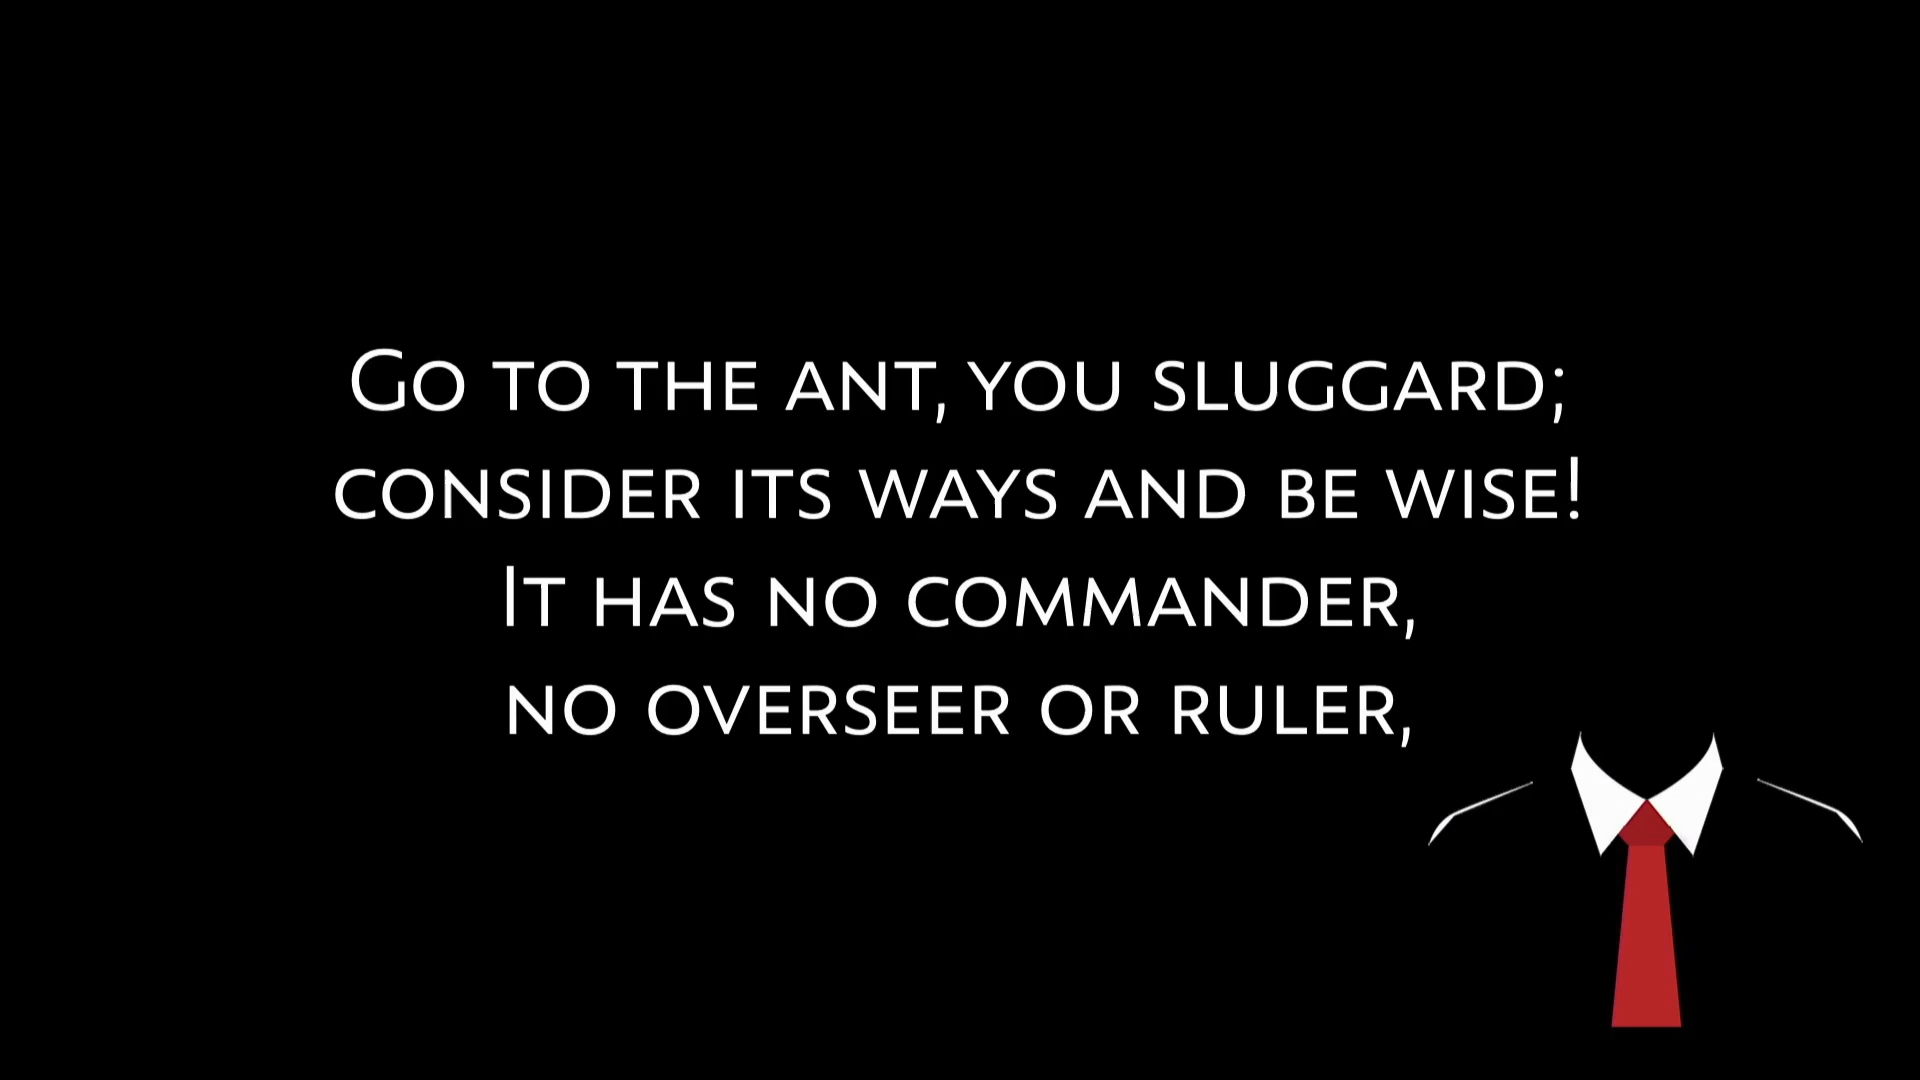 Go to the ant, you sluggard;
consider its ways and be wise!
It has no commander,
no overseer or ruler,